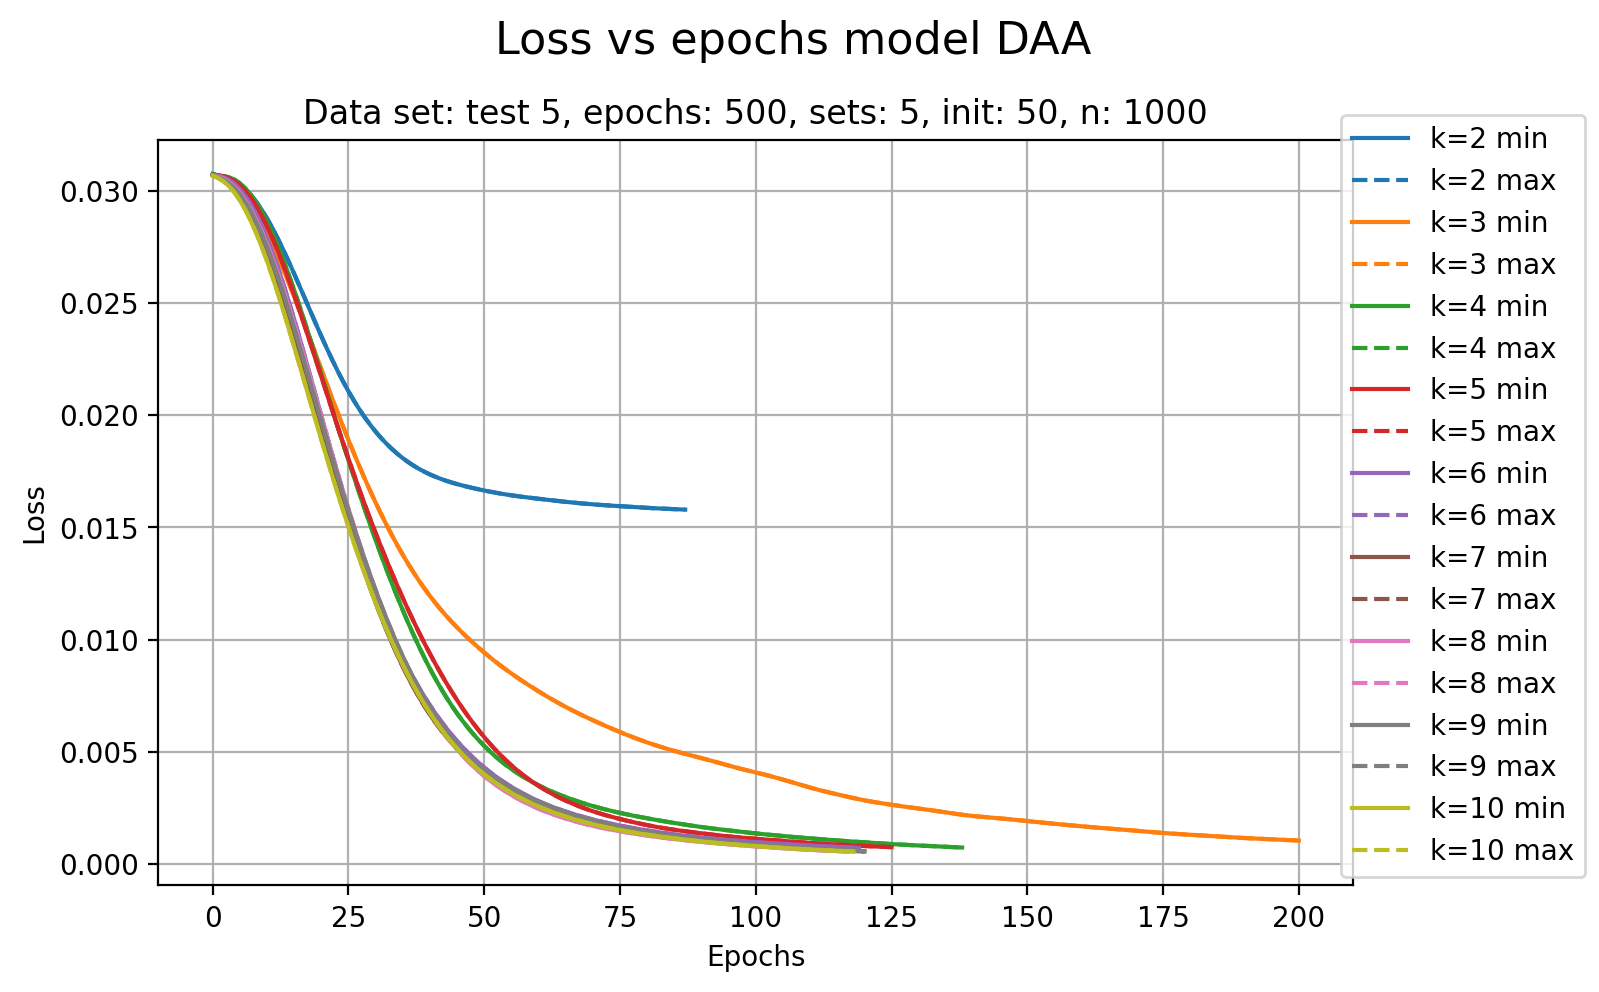 Loss vs epochs model DAA
Data set: test 5, epochs: 500, sets: 5, init: 50, n: 1000
k=2 min
k=2 max
k=3 min
k=3 max
k=4 min
k=4 max
k=5 min
k=5 max
k=6 min
k=6 max
k=7 min
k=7 max
k=8 min
k=8 max
k=9 min
k=9 max
k=10 min
k=10 max
0.030
0.025
0.020
0.015
0.010
0.005
0.000
Loss
0 25 50 75 100 125 150 175 200
Epochs